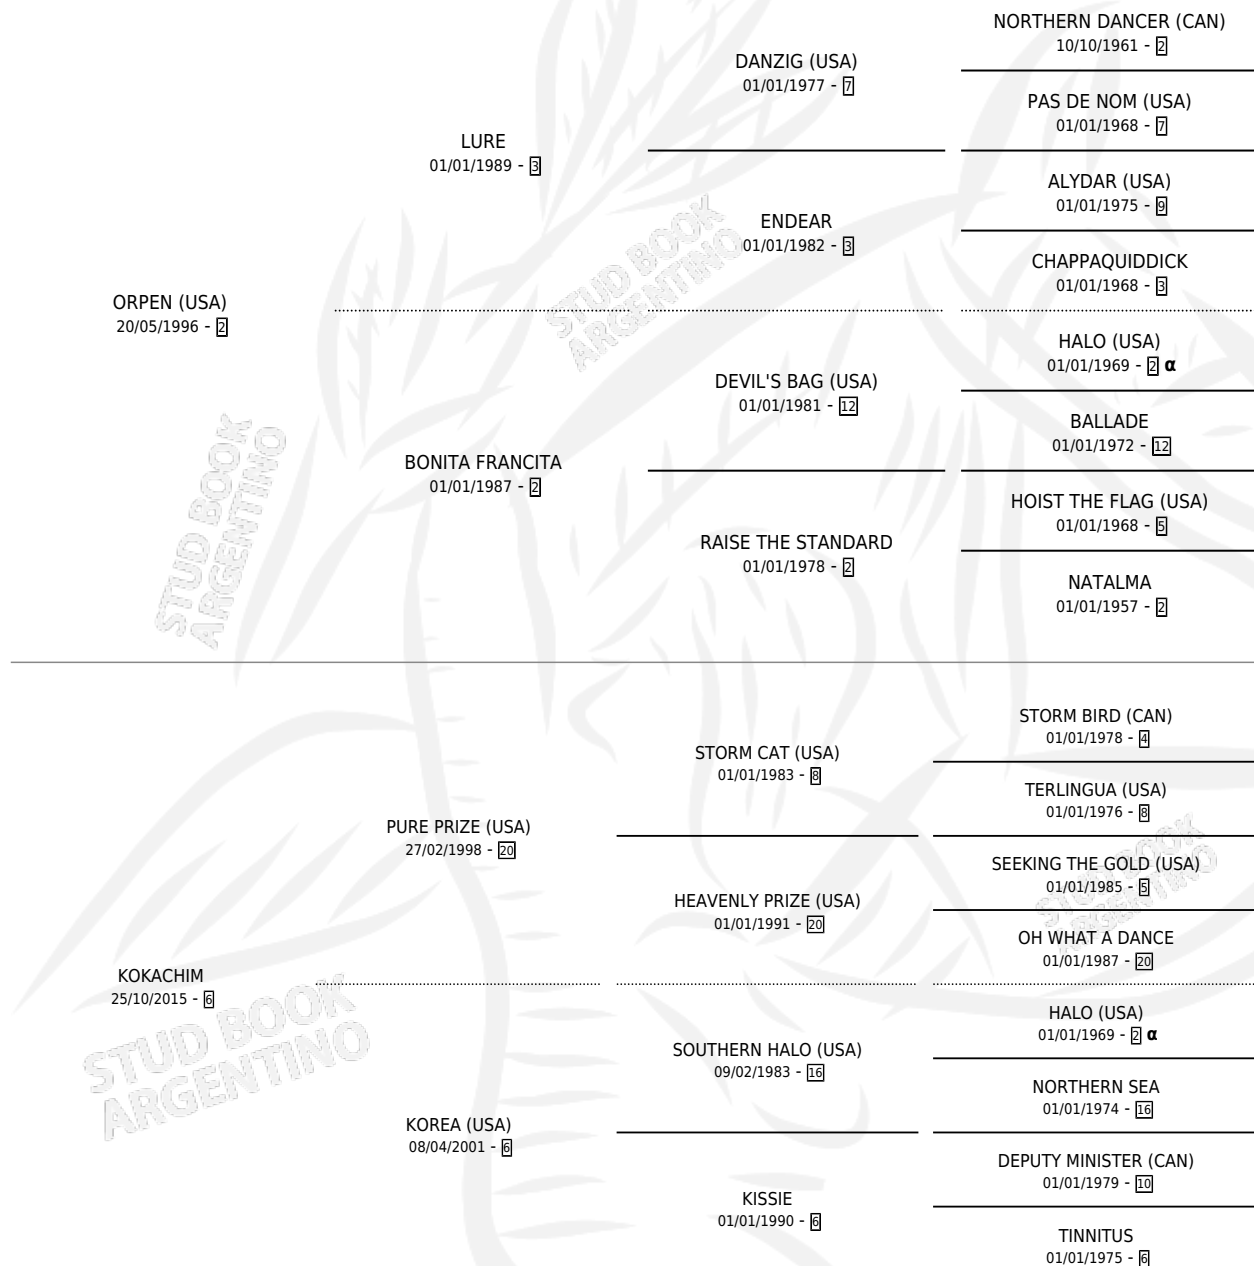 NORTHERN DANCER (CAN)
10/10/1961 - 2
DANZIG (USA)
01/01/1977 - 7
PAS DE NOM (USA)
01/01/1968 - 7
LURE
01/01/1989 - 3
ALYDAR (USA)
01/01/1975 - 9
ENDEAR
01/01/1982 - 3
CHAPPAQUIDDICK
01/01/1968 - 3
ORPEN (USA)
20/05/1996 - 2
HALO (USA)
01/01/1969 - 2 α
DEVIL'S BAG (USA)
01/01/1981 - 12
BALLADE
01/01/1972 - 12
BONITA FRANCITA
01/01/1987 - 2
HOIST THE FLAG (USA)
01/01/1968 - 5
RAISE THE STANDARD
01/01/1978 - 2
NATALMA
01/01/1957 - 2
STORM BIRD (CAN)
01/01/1978 - 4
STORM CAT (USA)
01/01/1983 - 8
TERLINGUA (USA)
01/01/1976 - 8
PURE PRIZE (USA)
27/02/1998 - 20
SEEKING THE GOLD (USA)
01/01/1985 - 5
HEAVENLY PRIZE (USA)
01/01/1991 - 20
OH WHAT A DANCE
01/01/1987 - 20
KOKACHIM
25/10/2015 - 6
HALO (USA)
01/01/1969 - 2 α
SOUTHERN HALO (USA)
09/02/1983 - 16
NORTHERN SEA
01/01/1974 - 16
KOREA (USA)
08/04/2001 - 6
DEPUTY MINISTER (CAN)
01/01/1979 - 10
KISSIE
01/01/1990 - 6
TINNITUS
01/01/1975 - 6
STUD BOOK
ARGENTINO
STUD BOOK
ARGENTINO
STUD BOOK
ARGENTINO
STUD BOOK
ARGENTINO